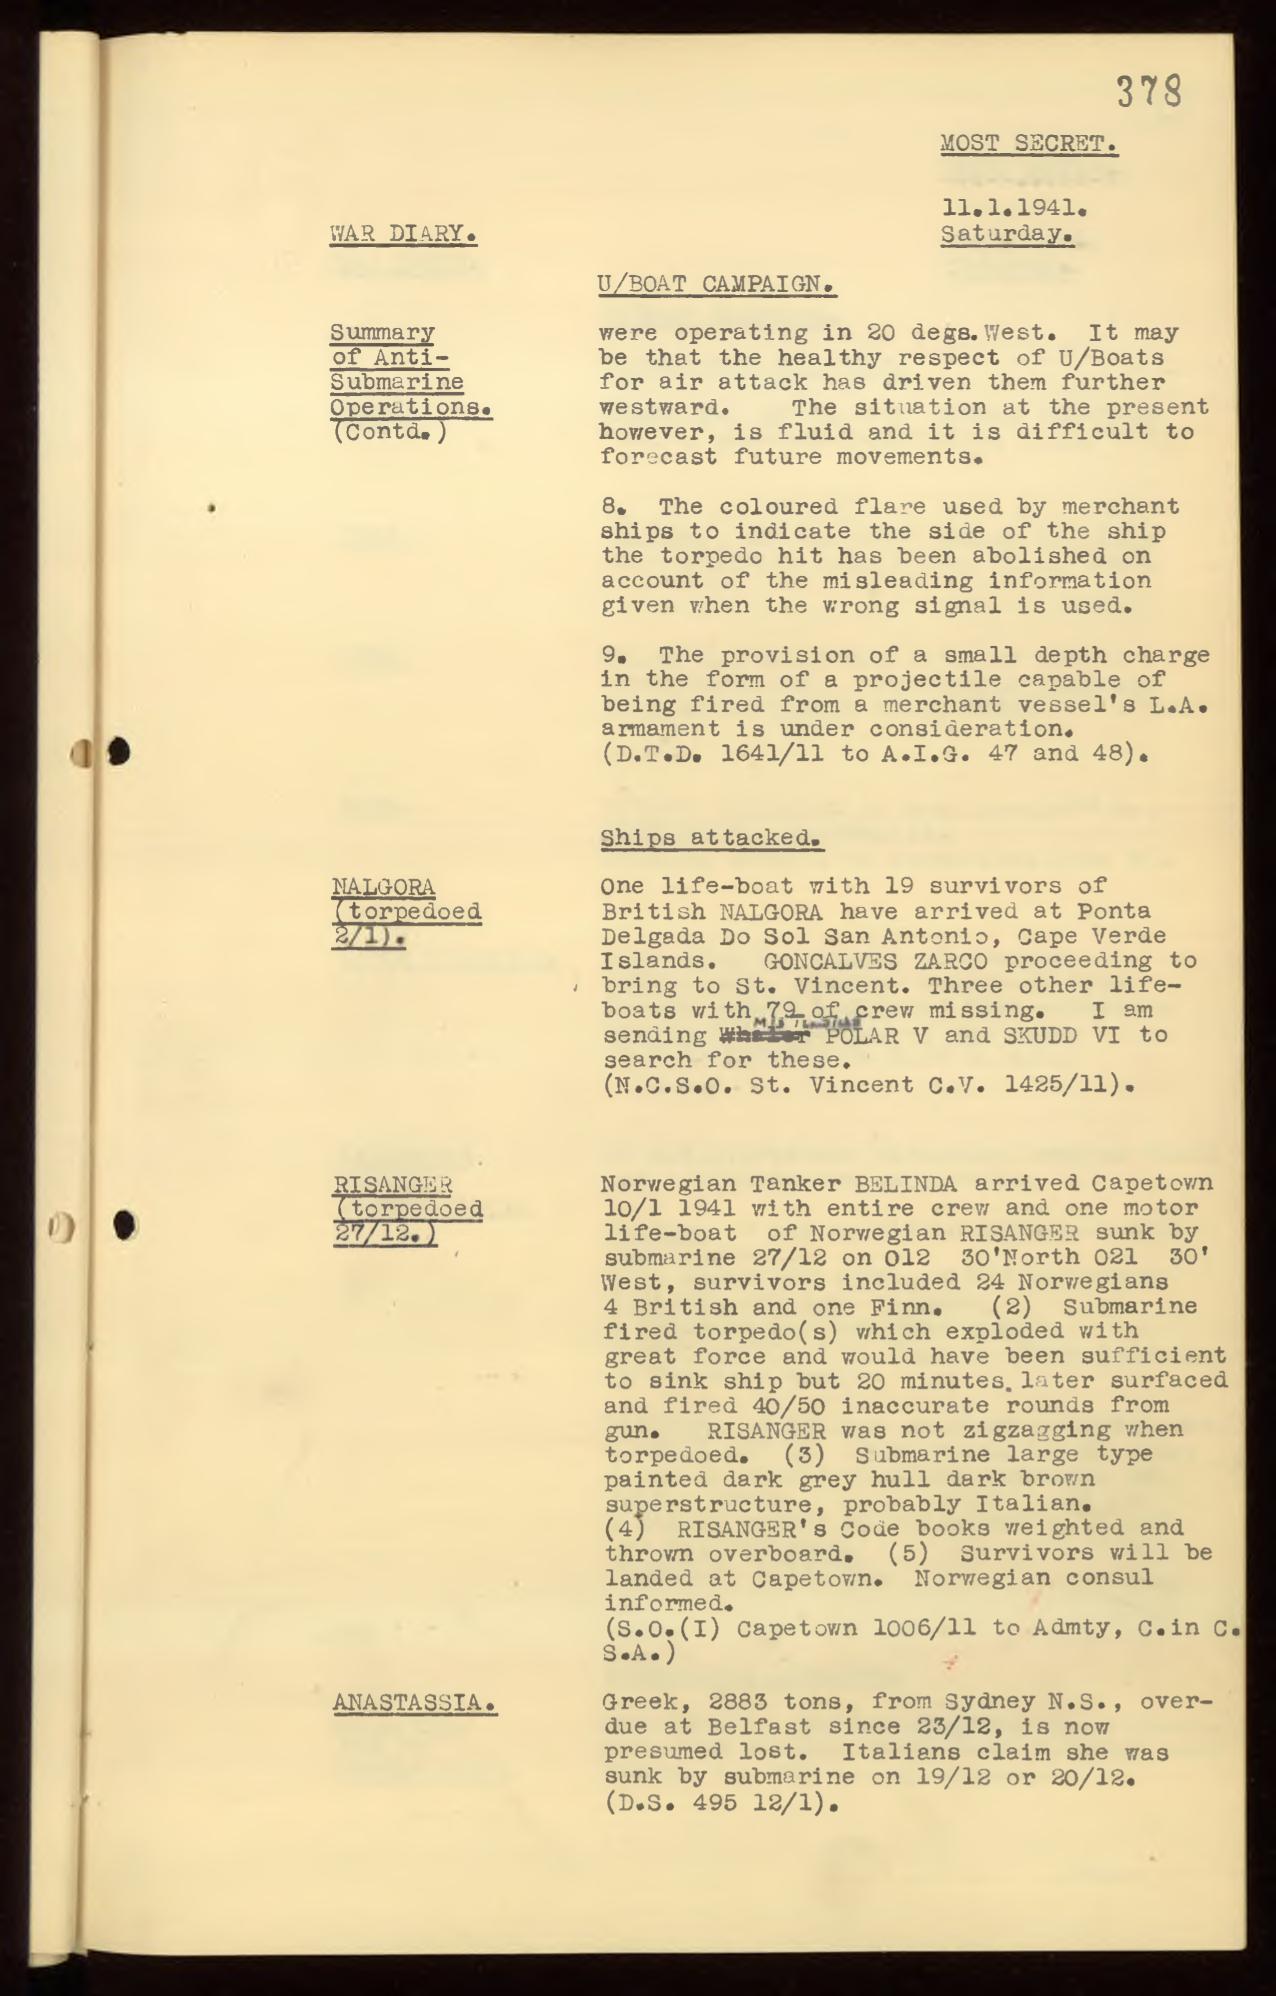 378
MOST SECRET.
11.1.1941.
Saturday.
WAR DIARY.
U/BOAT CAMPAIGN.
Summary
of Anti-
Submarine
Operations.
(Contd.)
were operating in 20 degs.West. It may
be that the healthy respect of U/Boats
for air attack has driven them further
westward. The situation at the present
however, is fluid and it is difficult to
forecast future movements.
8. The coloured flare used by merchant
ships to indicate the side of the ship
the torpedo hit has been abolished on
account of the misleading information
given when the wrong signal is used.
9. The provision of a small depth charge
in the form of a projectile capable of
being fired from a merchant vessel's L.A.
armament is under consideration.
(D.T.D. 1641/11 to A.I.G. 47 and 48).
Ships attacked.
NALGORA
(torpedoed
2/1).
One life-boat with 19 survivors of
British NALGORA have arrived at Ponta
Delgada Do Sol San Antonio, Cape Verde
Islands. GONCALVES ZARCO proceeding to
bring to St. Vincent. Three other life-
boats with 79 of crew missing. I am
sending Whaler POLAR V and SKUDD VI to
search for these.
(N.C.S.O. St. Vincent C.V. 1425/11).
RISANGER
(torpedoed
27/12.)
Norwegian Tanker BELINDA arrived Capetown
10/1 1941 with entire crew and one motor
life-boat of Norwegian RISANGER sunk by
submarine 27/12 on 012 30'North 021 30'
West, survivors included 24 Norwegians
4 British and one Finn. (2) Submarine
fired torpedo(s) which exploded with
great force and would have been sufficient
to sink ship but 20 minutes. later surfaced
and fired 40/50 inaccurate rounds from
gun. RISANGER was not zigzagging when
torpedoed. (3) Submarine large type
painted dark grey hull dark brown
superstructure, probably Italian.
(4) RISANGER's Code books weighted and
thrown overboard. (5) Survivors will be
landed at Capetown. Norwegian consul
informed.
(S.O.(I) Capetown 1006/11 to Admty, C.in C.
S.A.)
ANASTASSIA.
Greek, 2883 tons, from Sydney N.S., over-
due at Belfast since 23/12, is now
presumed lost. Italians claim she was
sunk by submarine on 19/12 or 20/12.
(D.S. 495 12/1).